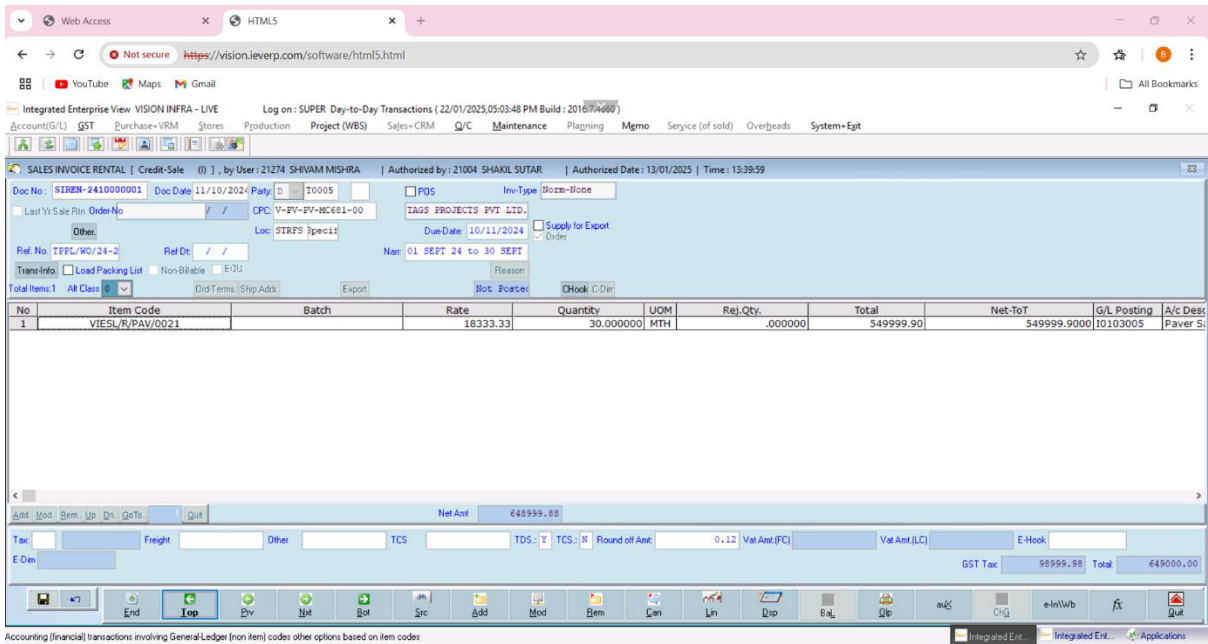 Web Access HTML5
Not secure https://vision.ieverp.com/software/html5.html B
YouTube Maps Gmail All Bookmarks
Integrated Enterprise View VISION INFRA - LIVE Log on : SUPER Day-to-Day Transactions ( 22/01/2025,05:03:48 PM Build : 2016.7.4660 )
Account(G/L) GST Purchase+VRM Stores Production Project (WBS) Sales+CRM Q/C Maintenance Planning Memo Service (of sold) Overheads System+Exit
SALES INVOICE RENTAL [ Credit-Sale (I) ] , by User : 21274 SHIVAM MISHRA | Authorized by : 21004 SHAKIL SUTAR | Authorized Date : 13/01/2025 | Time : 13:39:59
Doc No : SIREN-2410000001 Doc Date 11/10/2024 Party: D T0005 POS Inv-Type Norm-None
Last Yr Sale Rtn Order-No / / CPC: V-PV-PV-MC681-00 TAGS PROJECTS PVT LTD.
Other. Loc: STRFS Specif Due-Date: 10/11/2024 Supply for Export
Order
Ref. No. TPPL/WO/24-2 Ref Dt: / / Narr: 01 SEPT 24 to 30 SEPT
Trans-Info. Load Packing List Non-Billable EOU Reason
Total Items:1 Alt Class 0 Ord-Terms Ship.Addr. Export Not Posted CHook C-Dim
No Item Code Batch Rate Quantity UOM Rej.Qty. Total Net-ToT G/L Posting A/c Desc
1 VIESL/R/PAV/0021 18333.33 30.000000 MTH .000000 549999.90 549999.9000 I0103005 Paver Sa
Add. Mod. Rem.. Up. Dn.. GoTo.. 1 Quit Net Amt 648999.88
Tax: Freight Other TCS TDS.: Y TCS.: N Round off Amt: 0.12 Vat Amt.(FC) Vat Amt.(LC) E-Hook
E-Dim GST Tax: 98999.98 Total: 649000.00
End Top Prv Nxt Bot Src Add Mod Rem Can Lin Dsp BaL Olp auX ChG e-InWb fx Quit
Accounting (financial) transactions involving General-Ledger (non item) codes other options based on item codes Integrated Ent... Integrated Ent... Applications